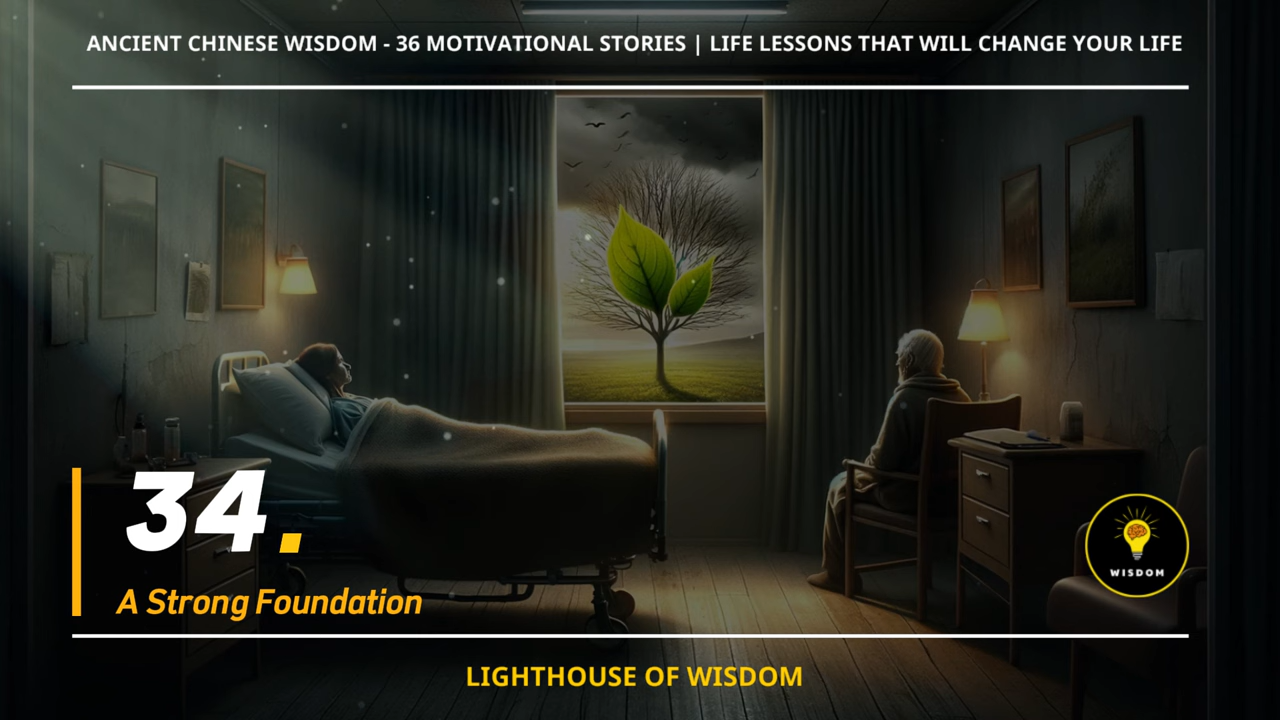 ANCIENT CHINESE WISDOM - 36 MOTIVATIONAL STORIES | LIFE LESSONS THAT WILL CHANGE YOUR LIFE
34.
A Strong Foundation
WISDOM
LIGHTHOUSE OF WISDOM